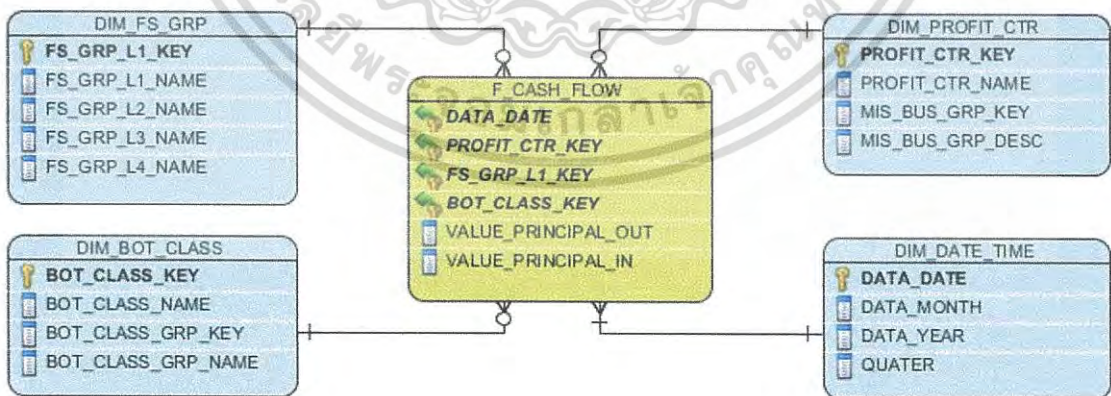 DIM_FS_GRP
FS_GRP_L1_KEY
FS_GRP_L1_NAME
FS_GRP_L2_NAME
FS_GRP_L3_NAME
FS_GRP_L4_NAME
F_CASH_FLOW
DATA_DATE
PROFIT_CTR_KEY
FS_GRP_L1_KEY
BOT_CLASS_KEY
VALUE_PRINCIPAL_OUT
VALUE_PRINCIPAL_IN
DIM_PROFIT_CTR
PROFIT_CTR_KEY
PROFIT_CTR_NAME
MIS_BUS_GRP_KEY
MIS_BUS_GRP_DESC
DIM_BOT_CLASS
BOT_CLASS_KEY
BOT_CLASS_NAME
BOT_CLASS_GRP_KEY
BOT_CLASS_GRP_NAME
DIM_DATE_TIME
DATA_DATE
DATA_MONTH
DATA_YEAR
QUATER